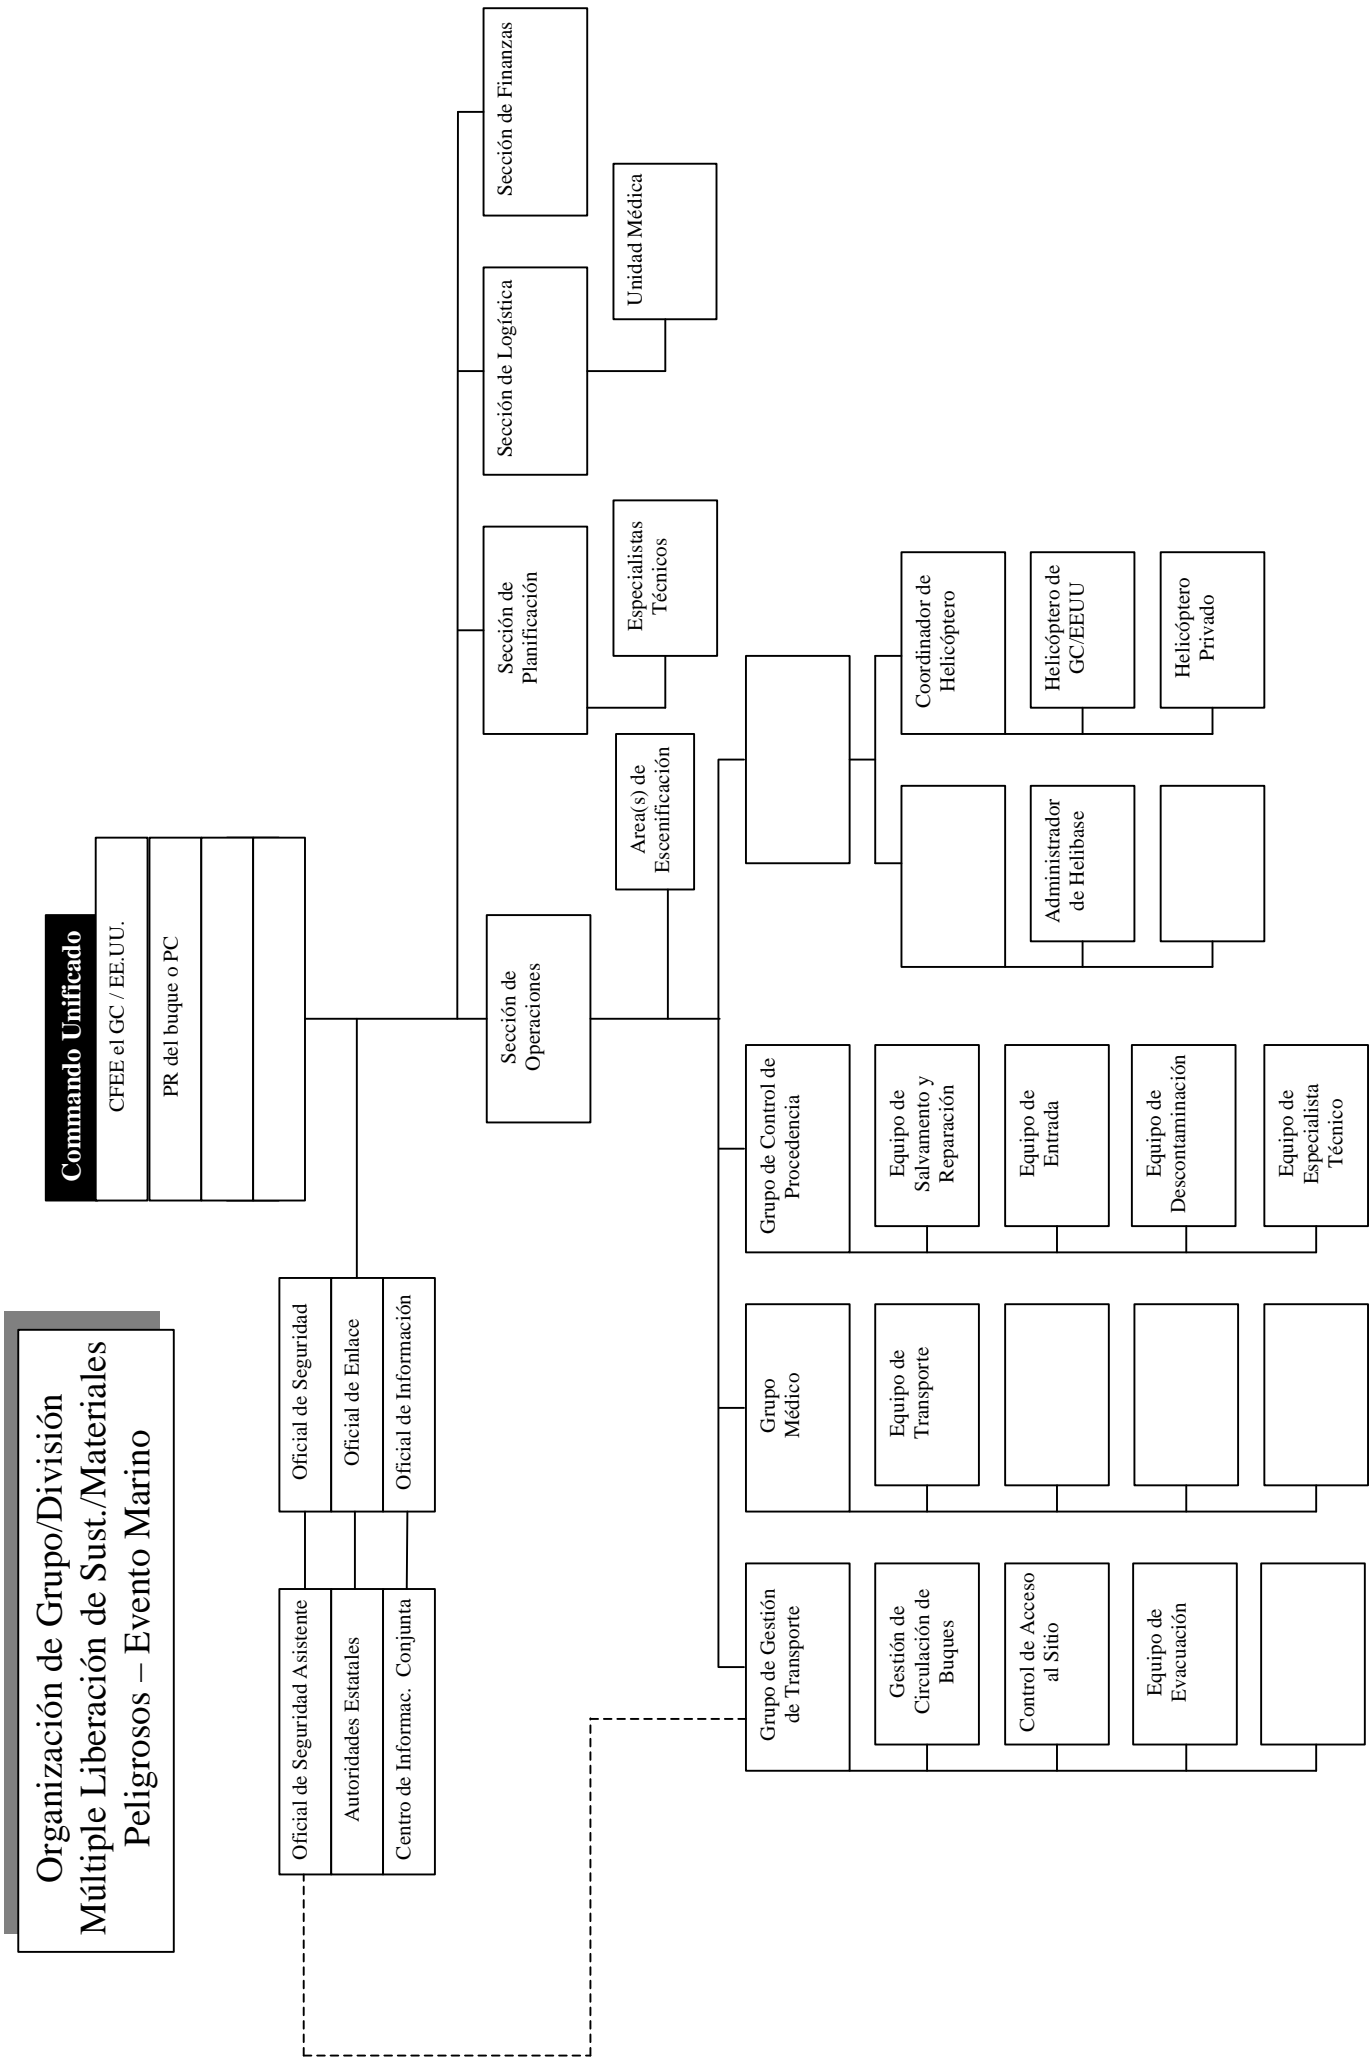 Organización de Grupo/División
Múltiple Liberación de Sust./Materiales
Peligrosos – Evento Marino
Commando Unificado
CFEE el GC / EE.UU.
PR del buque o PC
Oficial de Seguridad Asistente
Autoridades Estatales
Centro de Informac. Conjunta
Oficial de Seguridad
Oficial de Enlace
Oficial de Información
Sección de
Operaciones
Sección de
Planificación
Sección de Logística
Sección de Finanzas
Area(s) de
Escenificación
Especialistas
Técnicos
Unidad Médica
Grupo de Gestión
de Transporte
Gestión de
Circulación de
Buques
Control de Acceso
al Sitio
Equipo de
Evacuación
Grupo
Médico
Equipo de
Transporte
Grupo de Control de
Procedencia
Equipo de
Salvamento y
Reparación
Equipo de
Entrada
Equipo de
Descontaminación
Equipo de
Especialista
Técnico
Administrador
de Helibase
Coordinador de
Helicóptero
Helicóptero de
GC/EEUU
Helicóptero
Privado